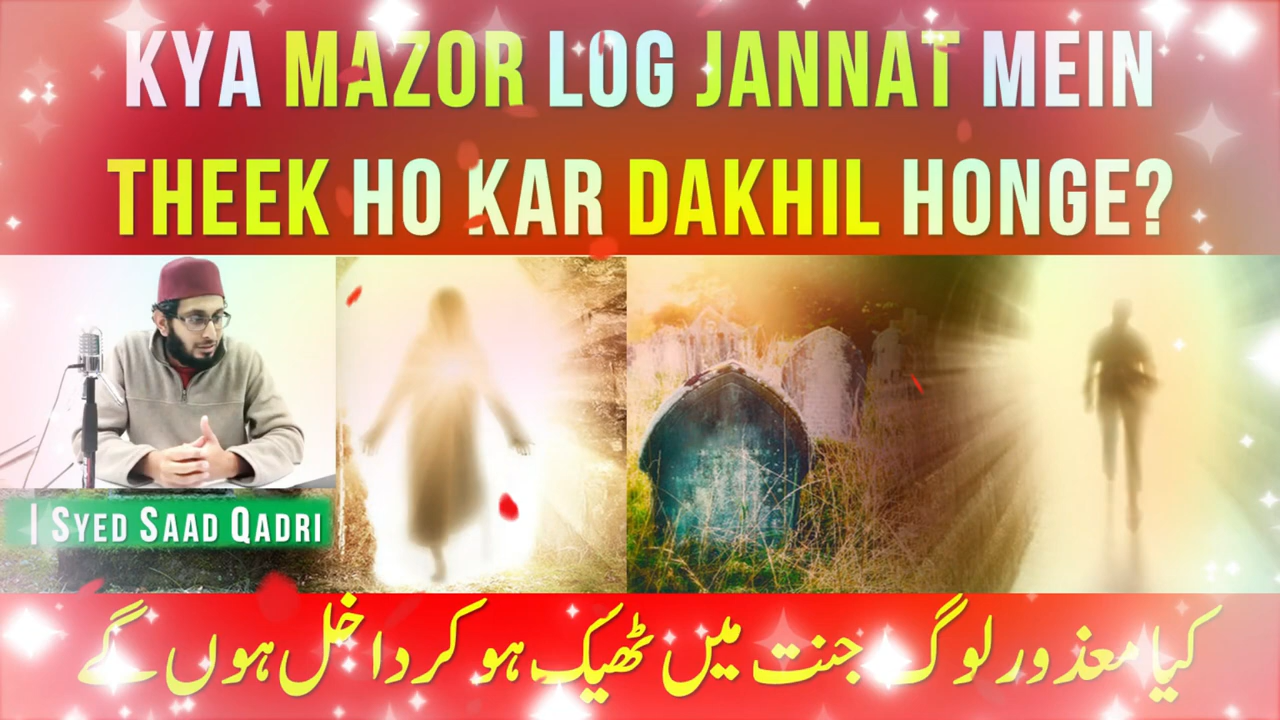 KYA MAZOR LOG JANNAT MEIN
THEEK HO KAR DAKHIL HONGE?
| SYED SAAD QADRI
کیا معذور لوگ جنت میں ٹھیک ہو کر داخل ہوں گے